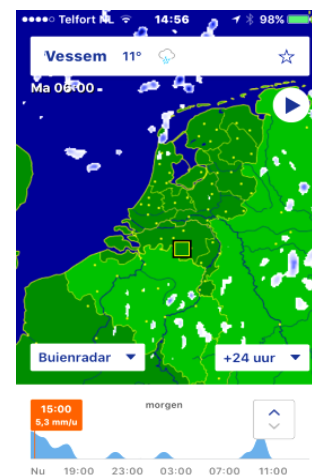 Telfort NL 14:56 98%
Vessem 11°
Ma 06:00
Buienradar +24 uur
15:00 morgen
5,3 mm/u
Nu 19:00 23:00 03:00 07:00 11:00